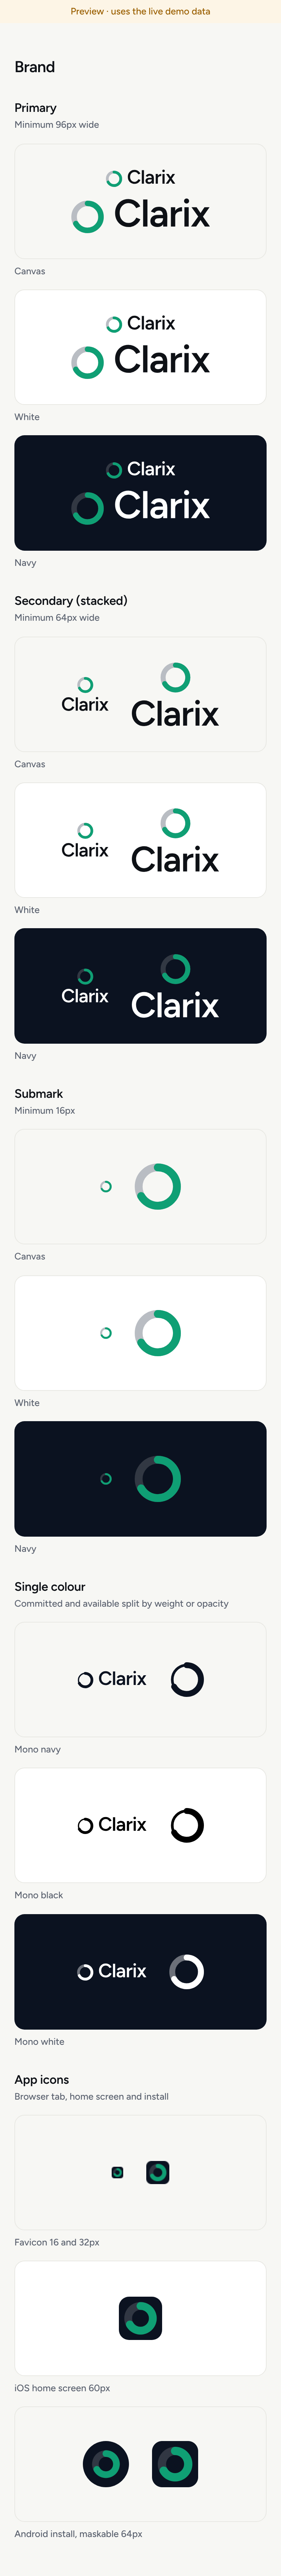 Preview · uses the live demo data
Brand
Primary
Minimum 96px wide
Clarix
Clarix
Canvas
Clarix
Clarix
White
Clarix
Clarix
Navy
Secondary (stacked)
Minimum 64px wide
Clarix
Clarix
Canvas
Clarix
Clarix
White
Clarix
Clarix
Navy
Submark
Minimum 16px
Canvas
White
Navy
Single colour
Committed and available split by weight or opacity
Clarix
Mono navy
Clarix
Mono black
Clarix
Mono white
App icons
Browser tab, home screen and install
Favicon 16 and 32px
iOS home screen 60px
Android install, maskable 64px